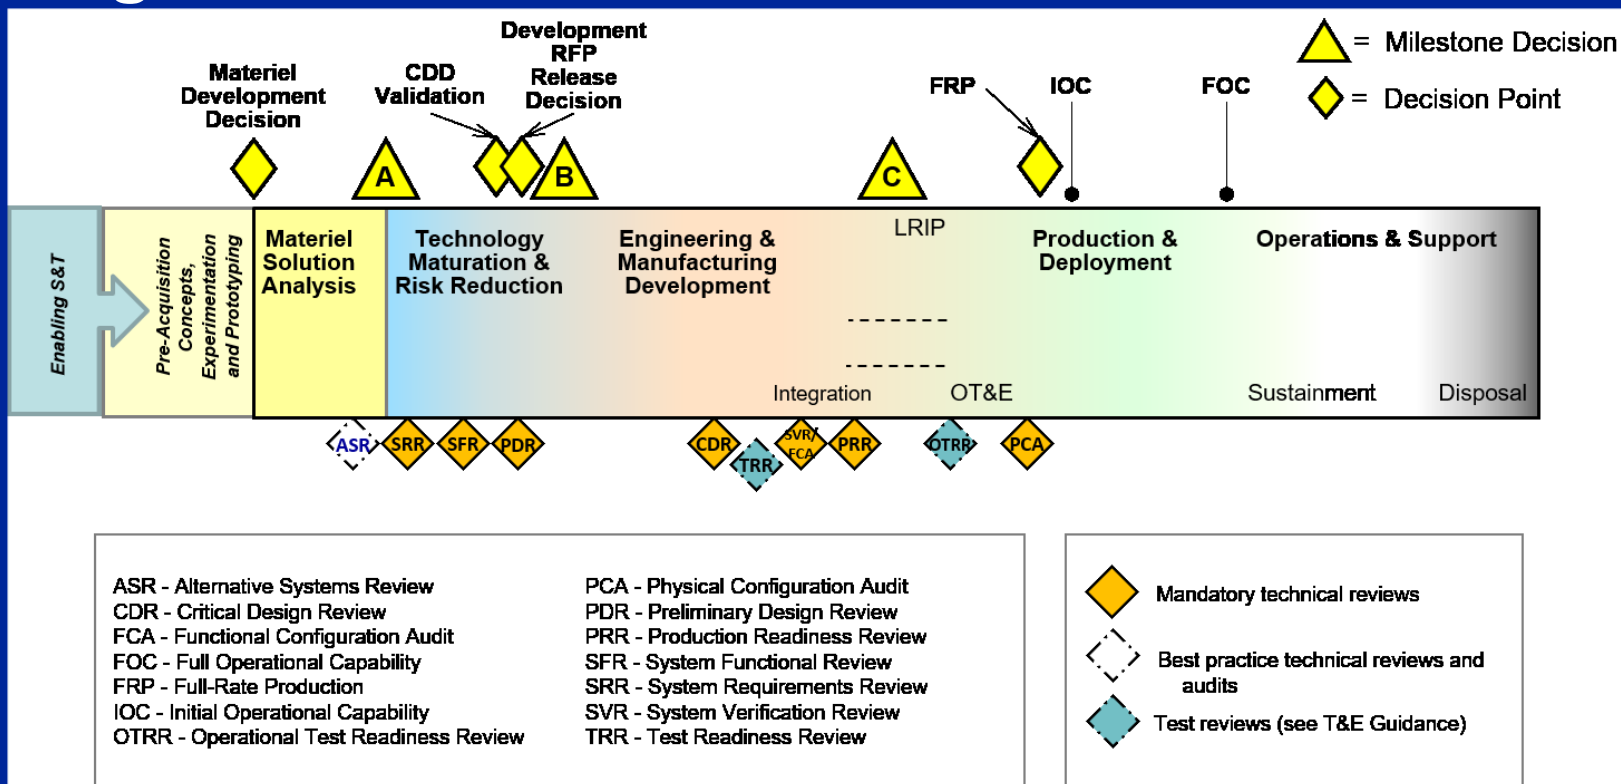 Development
RFP
Release
Decision
Materiel
Development
Decision
CDD
Validation
FRP
IOC
FOC
= Milestone Decision
= Decision Point
A
B
C
Enabling S&T
Pre-Acquisition
Concepts,
Experimentation
and Prototyping
Materiel
Solution
Analysis
Technology
Maturation &
Risk Reduction
Engineering &
Manufacturing
Development
LRIP
Production &
Deployment
Operations & Support
Integration
OT&E
Sustainment
Disposal
ASR
SRR
SFR
PDR
CDR
TRR
SVR/
FCA
PRR
OTRR
PCA
ASR - Alternative Systems Review
CDR - Critical Design Review
FCA - Functional Configuration Audit
FOC - Full Operational Capability
FRP - Full-Rate Production
IOC - Initial Operational Capability
OTRR - Operational Test Readiness Review
PCA - Physical Configuration Audit
PDR - Preliminary Design Review
PRR - Production Readiness Review
SFR - System Functional Review
SRR - System Requirements Review
SVR - System Verification Review
TRR - Test Readiness Review
Mandatory technical reviews
Best practice technical reviews and
audits
Test reviews (see T&E Guidance)